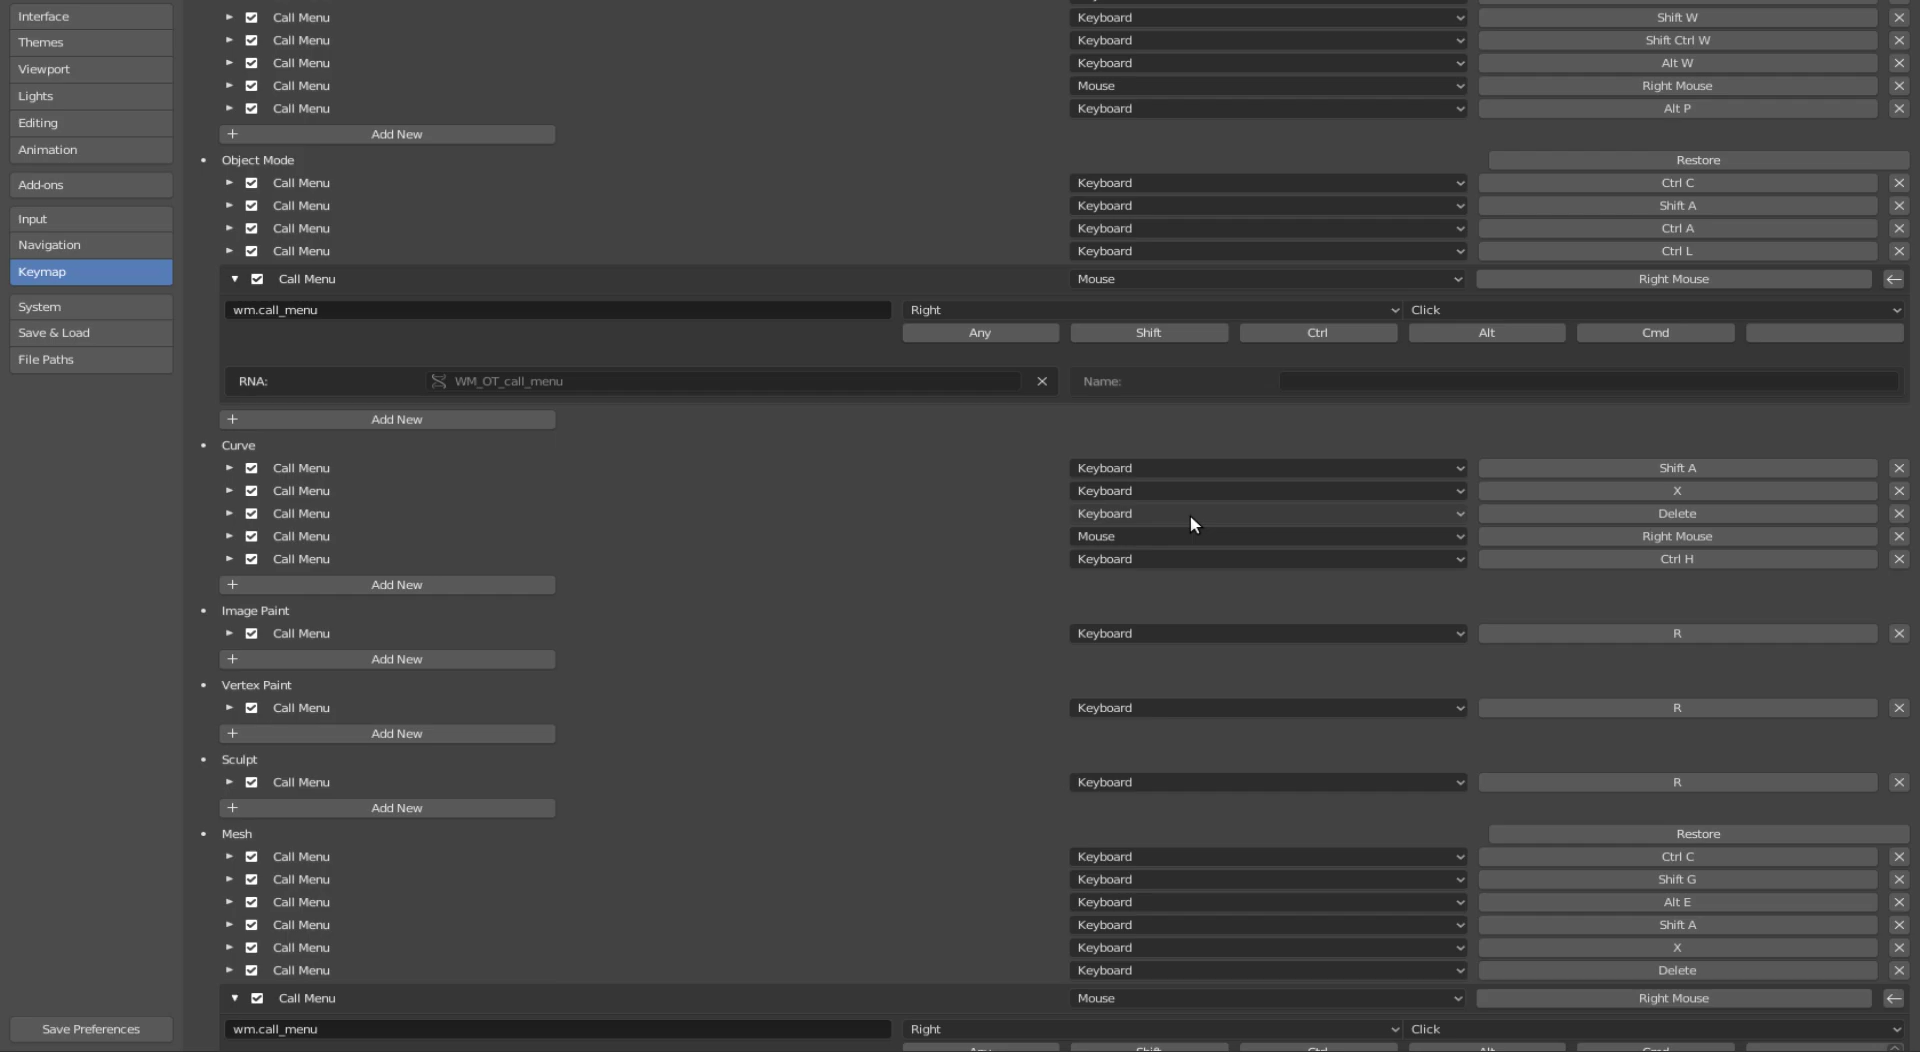 Interface
Themes
Viewport
Lights
Editing
Animation
Add-ons
Input
Navigation
Keymap
System
Save & Load
File Paths
Save Preferences
Call Menu Keyboard Shift W
Call Menu Keyboard Shift Ctrl W
Call Menu Keyboard Alt W
Call Menu Mouse Right Mouse
Call Menu Keyboard Alt P
Add New
Object Mode Restore
Call Menu Keyboard Ctrl C
Call Menu Keyboard Shift A
Call Menu Keyboard Ctrl A
Call Menu Keyboard Ctrl L
Call Menu Mouse Right Mouse
wm.call_menu Right Click
Any Shift Ctrl Alt Cmd
RNA: WM_OT_call_menu Name:
Add New
Curve
Call Menu Keyboard Shift A
Call Menu Keyboard X
Call Menu Keyboard Delete
Call Menu Mouse Right Mouse
Call Menu Keyboard Ctrl H
Add New
Image Paint
Call Menu Keyboard R
Add New
Vertex Paint
Call Menu Keyboard R
Add New
Sculpt
Call Menu Keyboard R
Add New
Mesh Restore
Call Menu Keyboard Ctrl C
Call Menu Keyboard Shift G
Call Menu Keyboard Alt E
Call Menu Keyboard Shift A
Call Menu Keyboard X
Call Menu Keyboard Delete
Call Menu Mouse Right Mouse
wm.call_menu Right Click